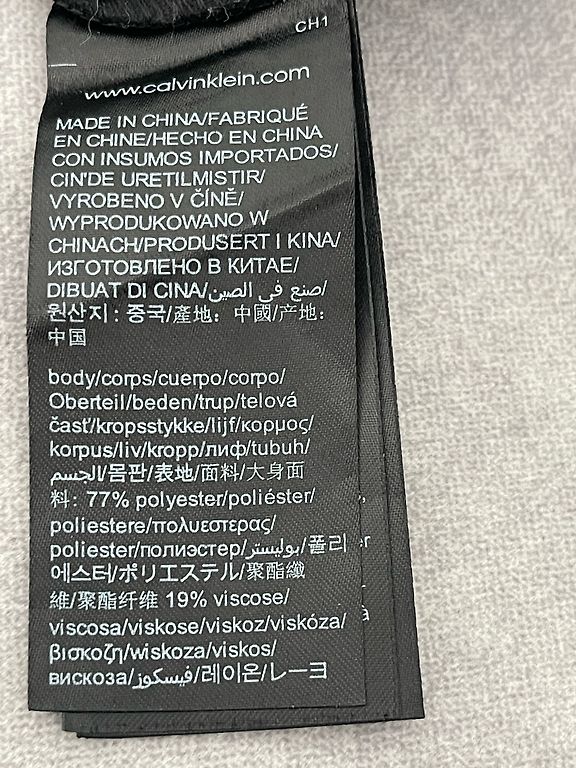 CH1
www.calvinklein.com
MADE IN CHINA/FABRIQUÉ
EN CHINE/HECHO EN CHINA
CON INSUMOS IMPORTADOS/
CIN'DE URETILMISTIR/
VYROBENO V ČÍNĚ/
WYPRODUKOWANO W
CHINACH/PRODUSERT I KINA/
ИЗГОТОВЛЕНО В КИТАЕ/
DIBUAT DI CINA/صنع في الصين/
원산지: 중국/產地: 中國/产地:
中国
body/corps/cuerpo/corpo/
Oberteil/beden/trup/telová
časť/kropsstykke/lijf/κορμος/
korpus/liv/kropp/лиф/tubuh/
الجسم/몸판/表地/面料/大身面
料: 77% polyester/poliéster/
poliestere/πολυεστερας/
poliester/полиэстер/بوليستر/폴리
에스터/ポリエステル/聚酯纖
維/聚酯纤维 19% viscose/
viscosa/viskose/viskoz/viskóza/
βισκοζη/wiskoza/viskos/
вискоза/فيسكوز/레이온/レーヨ